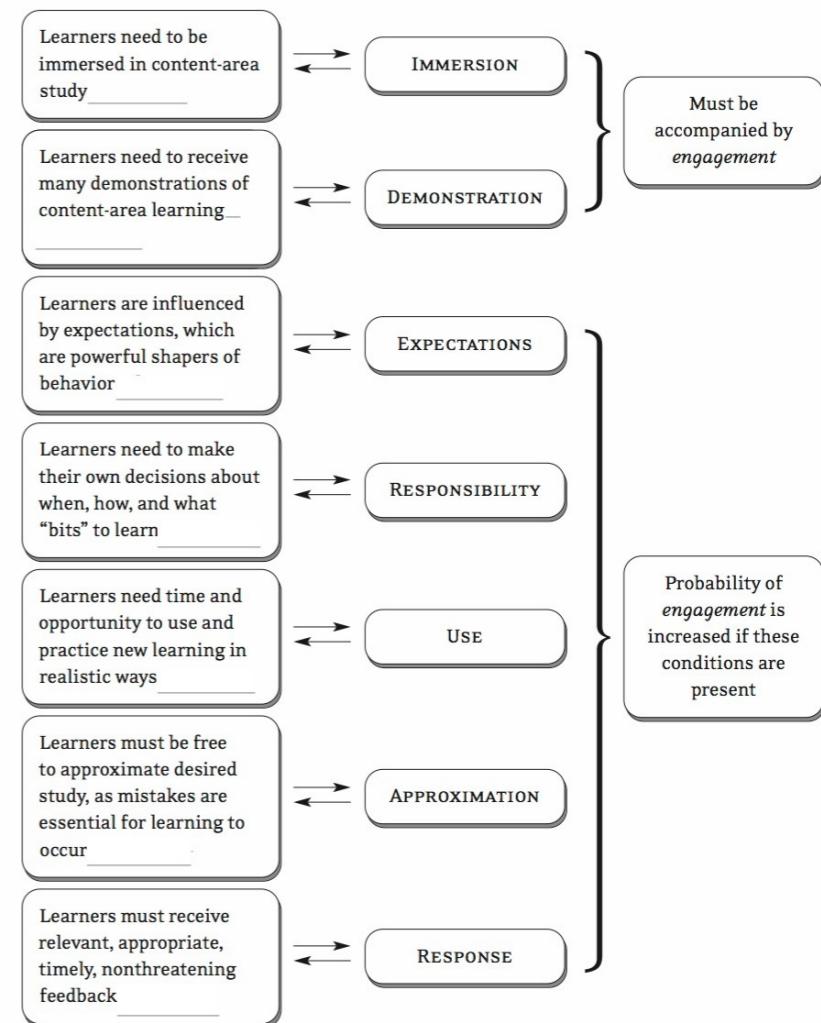 Learners need to be
immersed in content-area
study
IMMERSION
Must be
accompanied by
engagement
Learners need to receive
many demonstrations of
content-area learning
DEMONSTRATION
Learners are influenced
by expectations, which
are powerful shapers of
behavior
EXPECTATIONS
Learners need to make
their own decisions about
when, how, and what
“bits” to learn
RESPONSIBILITY
Learners need time and
opportunity to use and
practice new learning in
realistic ways
USE
Probability of
engagement is
increased if these
conditions are
present
Learners must be free
to approximate desired
study, as mistakes are
essential for learning to
occur
APPROXIMATION
Learners must receive
relevant, appropriate,
timely, nonthreatening
feedback
RESPONSE